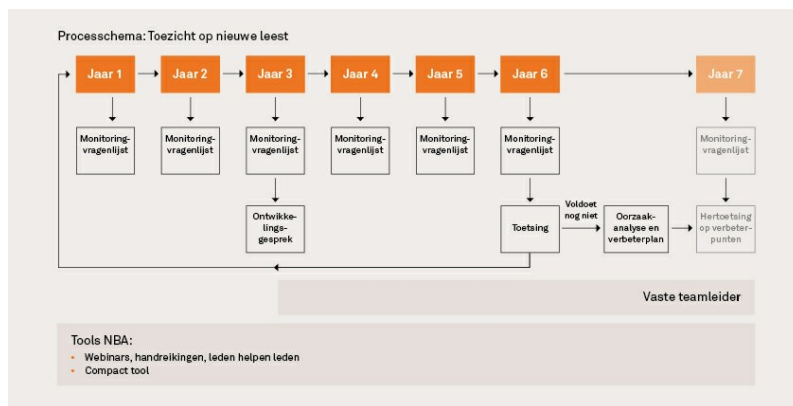 Processchema: Toezicht op nieuwe leest
Jaar 1
Jaar 2
Jaar 3
Jaar 4
Jaar 5
Jaar 6
Jaar 7
Monitoring-
vragenlijst
Monitoring-
vragenlijst
Monitoring-
vragenlijst
Monitoring-
vragenlijst
Monitoring-
vragenlijst
Monitoring-
vragenlijst
Monitoring-
vragenlijst
Ontwikke-
lings-
gesprek
Toetsing
Voldoet
nog niet
Oorzaak-
analyse en
verbeterplan
Hertoetsing
op verbeter-
punten
Vaste teamleider
Tools NBA:
• Webinars, handreikingen, leden helpen leden
• Compact tool